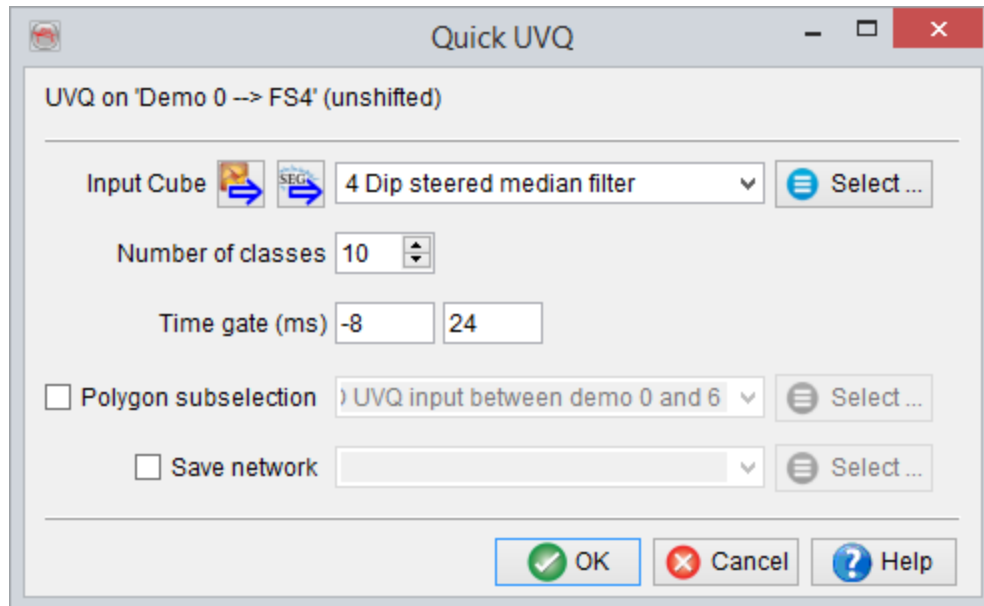 Quick UVQ
UVQ on 'Demo 0 --> FS4' (unshifted)
Input Cube SEG 4 Dip steered median filter Select ...
Number of classes 10
Time gate (ms) -8 24
Polygon subselection UVQ input between demo 0 and 6 Select ...
Save network Select ...
OK Cancel Help